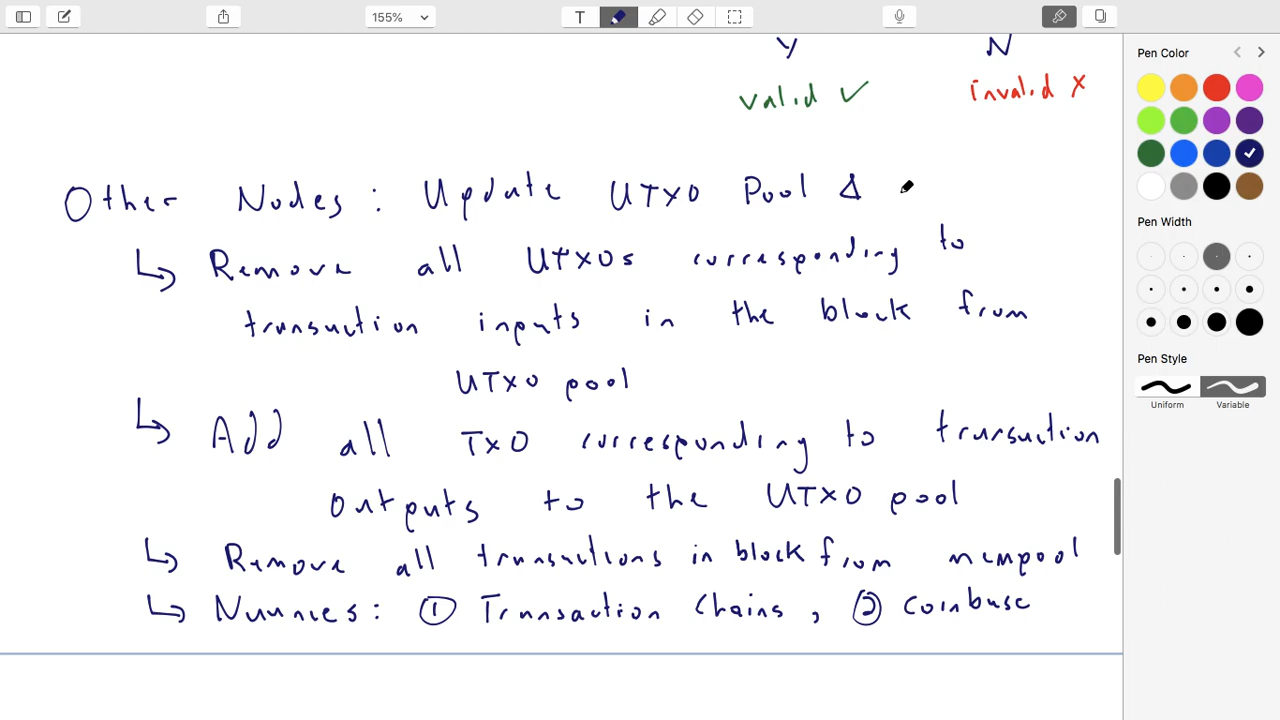 155%
T
Y N
valid ✓ invalid X
Other Nodes: Update UTXO Pool &
↳ Remove all UTXOs corresponding to
transaction inputs in the block from
UTXO pool
↳ Add all TXO corresponding to transaction
outputs to the UTXO pool
↳ Remove all transactions in block from mempool
↳ Nuances: ① Transaction Chains, ② Coinbase
Pen Color
Pen Width
Pen Style
Uniform Variable